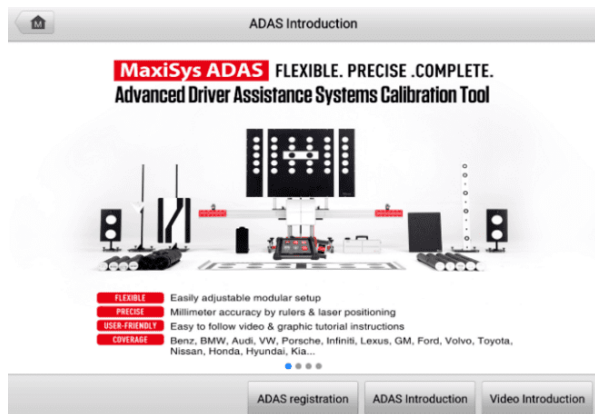 M
ADAS Introduction
MaxiSys ADAS FLEXIBLE. PRECISE .COMPLETE.
Advanced Driver Assistance Systems Calibration Tool
FLEXIBLE Easily adjustable modular setup
PRECISE Millimeter accuracy by rulers & laser positioning
USER-FRIENDLY Easy to follow video & graphic tutorial instructions
COVERAGE Benz, BMW, Audi, VW, Porsche, Infiniti, Lexus, GM, Ford, Volvo, Toyota,
Nissan, Honda, Hyundai, Kia...
ADAS registration ADAS Introduction Video Introduction